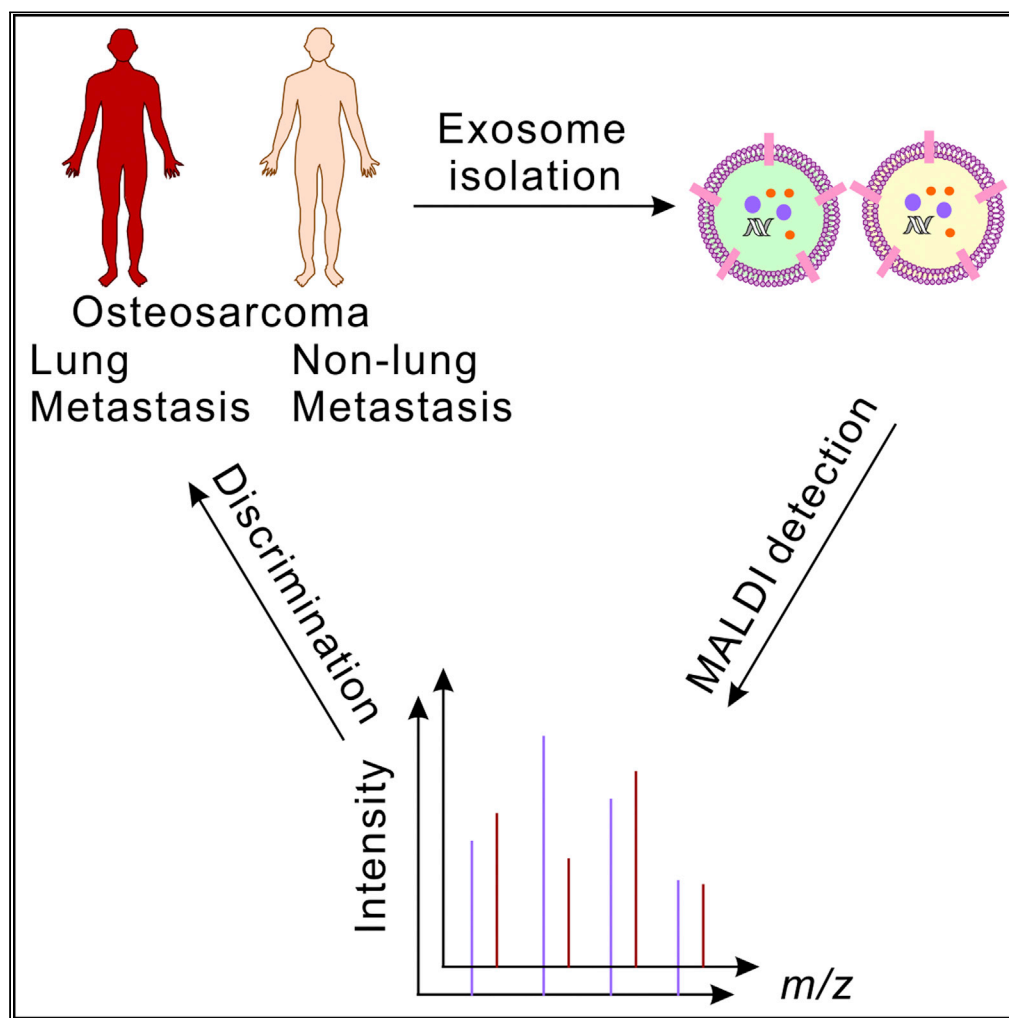 Exosome
isolation
Osteosarcoma
Lung
Metastasis
Non-lung
Metastasis
Discrimination
MALDI detection
Intensity
m/z